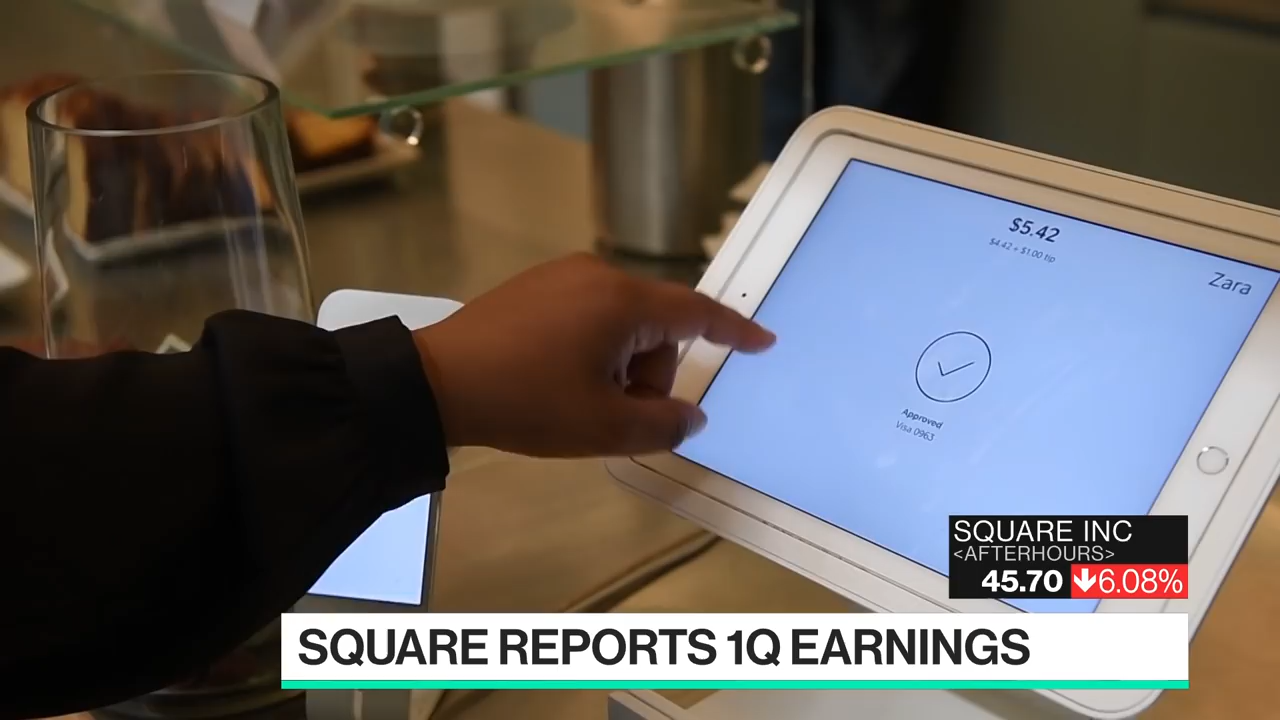 $5.42
$4.42 + $1.00 tip
Zara
Approved
Visa 0963
SQUARE INC
<AFTERHOURS>
45.70 ↓6.08%
SQUARE REPORTS 1Q EARNINGS